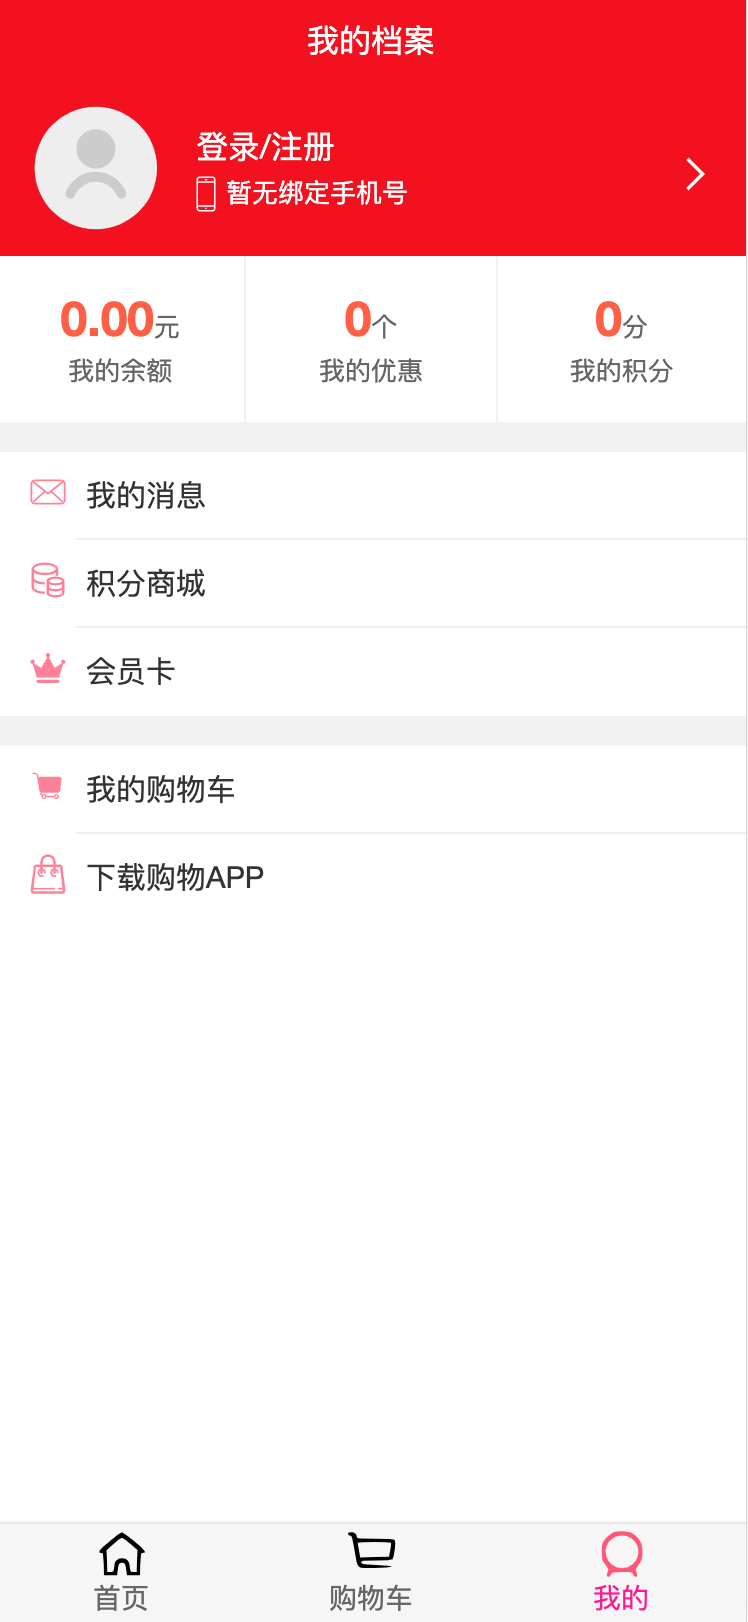 我的档案
登录/注册
暂无绑定手机号
0.00元
我的余额
0个
我的优惠
0分
我的积分
我的消息
积分商城
会员卡
我的购物车
下载购物APP
首页
购物车
我的